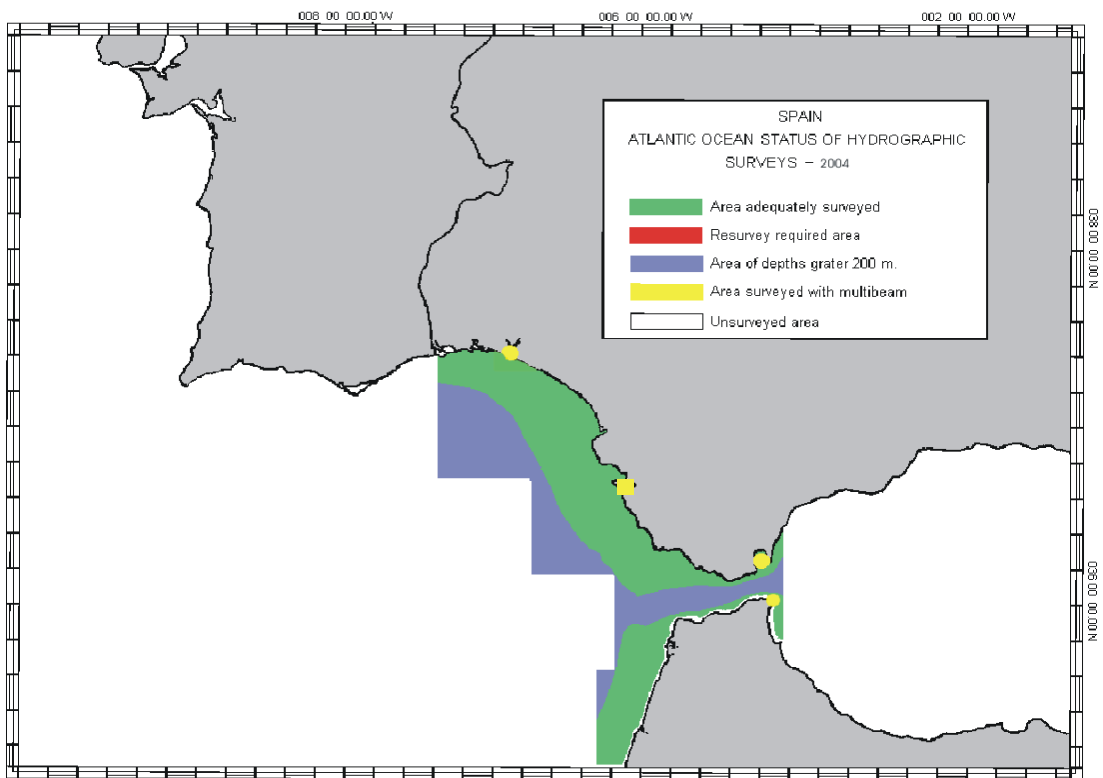 008 00 00.00 W
006 00 00.00 W
002 00 00.00 W
SPAIN
ATLANTIC OCEAN STATUS OF HYDROGRAPHIC
SURVEYS - 2004
Area adequately surveyed
Resurvey required area
Area of depths grater 200 m.
Area surveyed with multibeam
Unsurveyed area
038 00 00.00 N
036 00 00.00 N